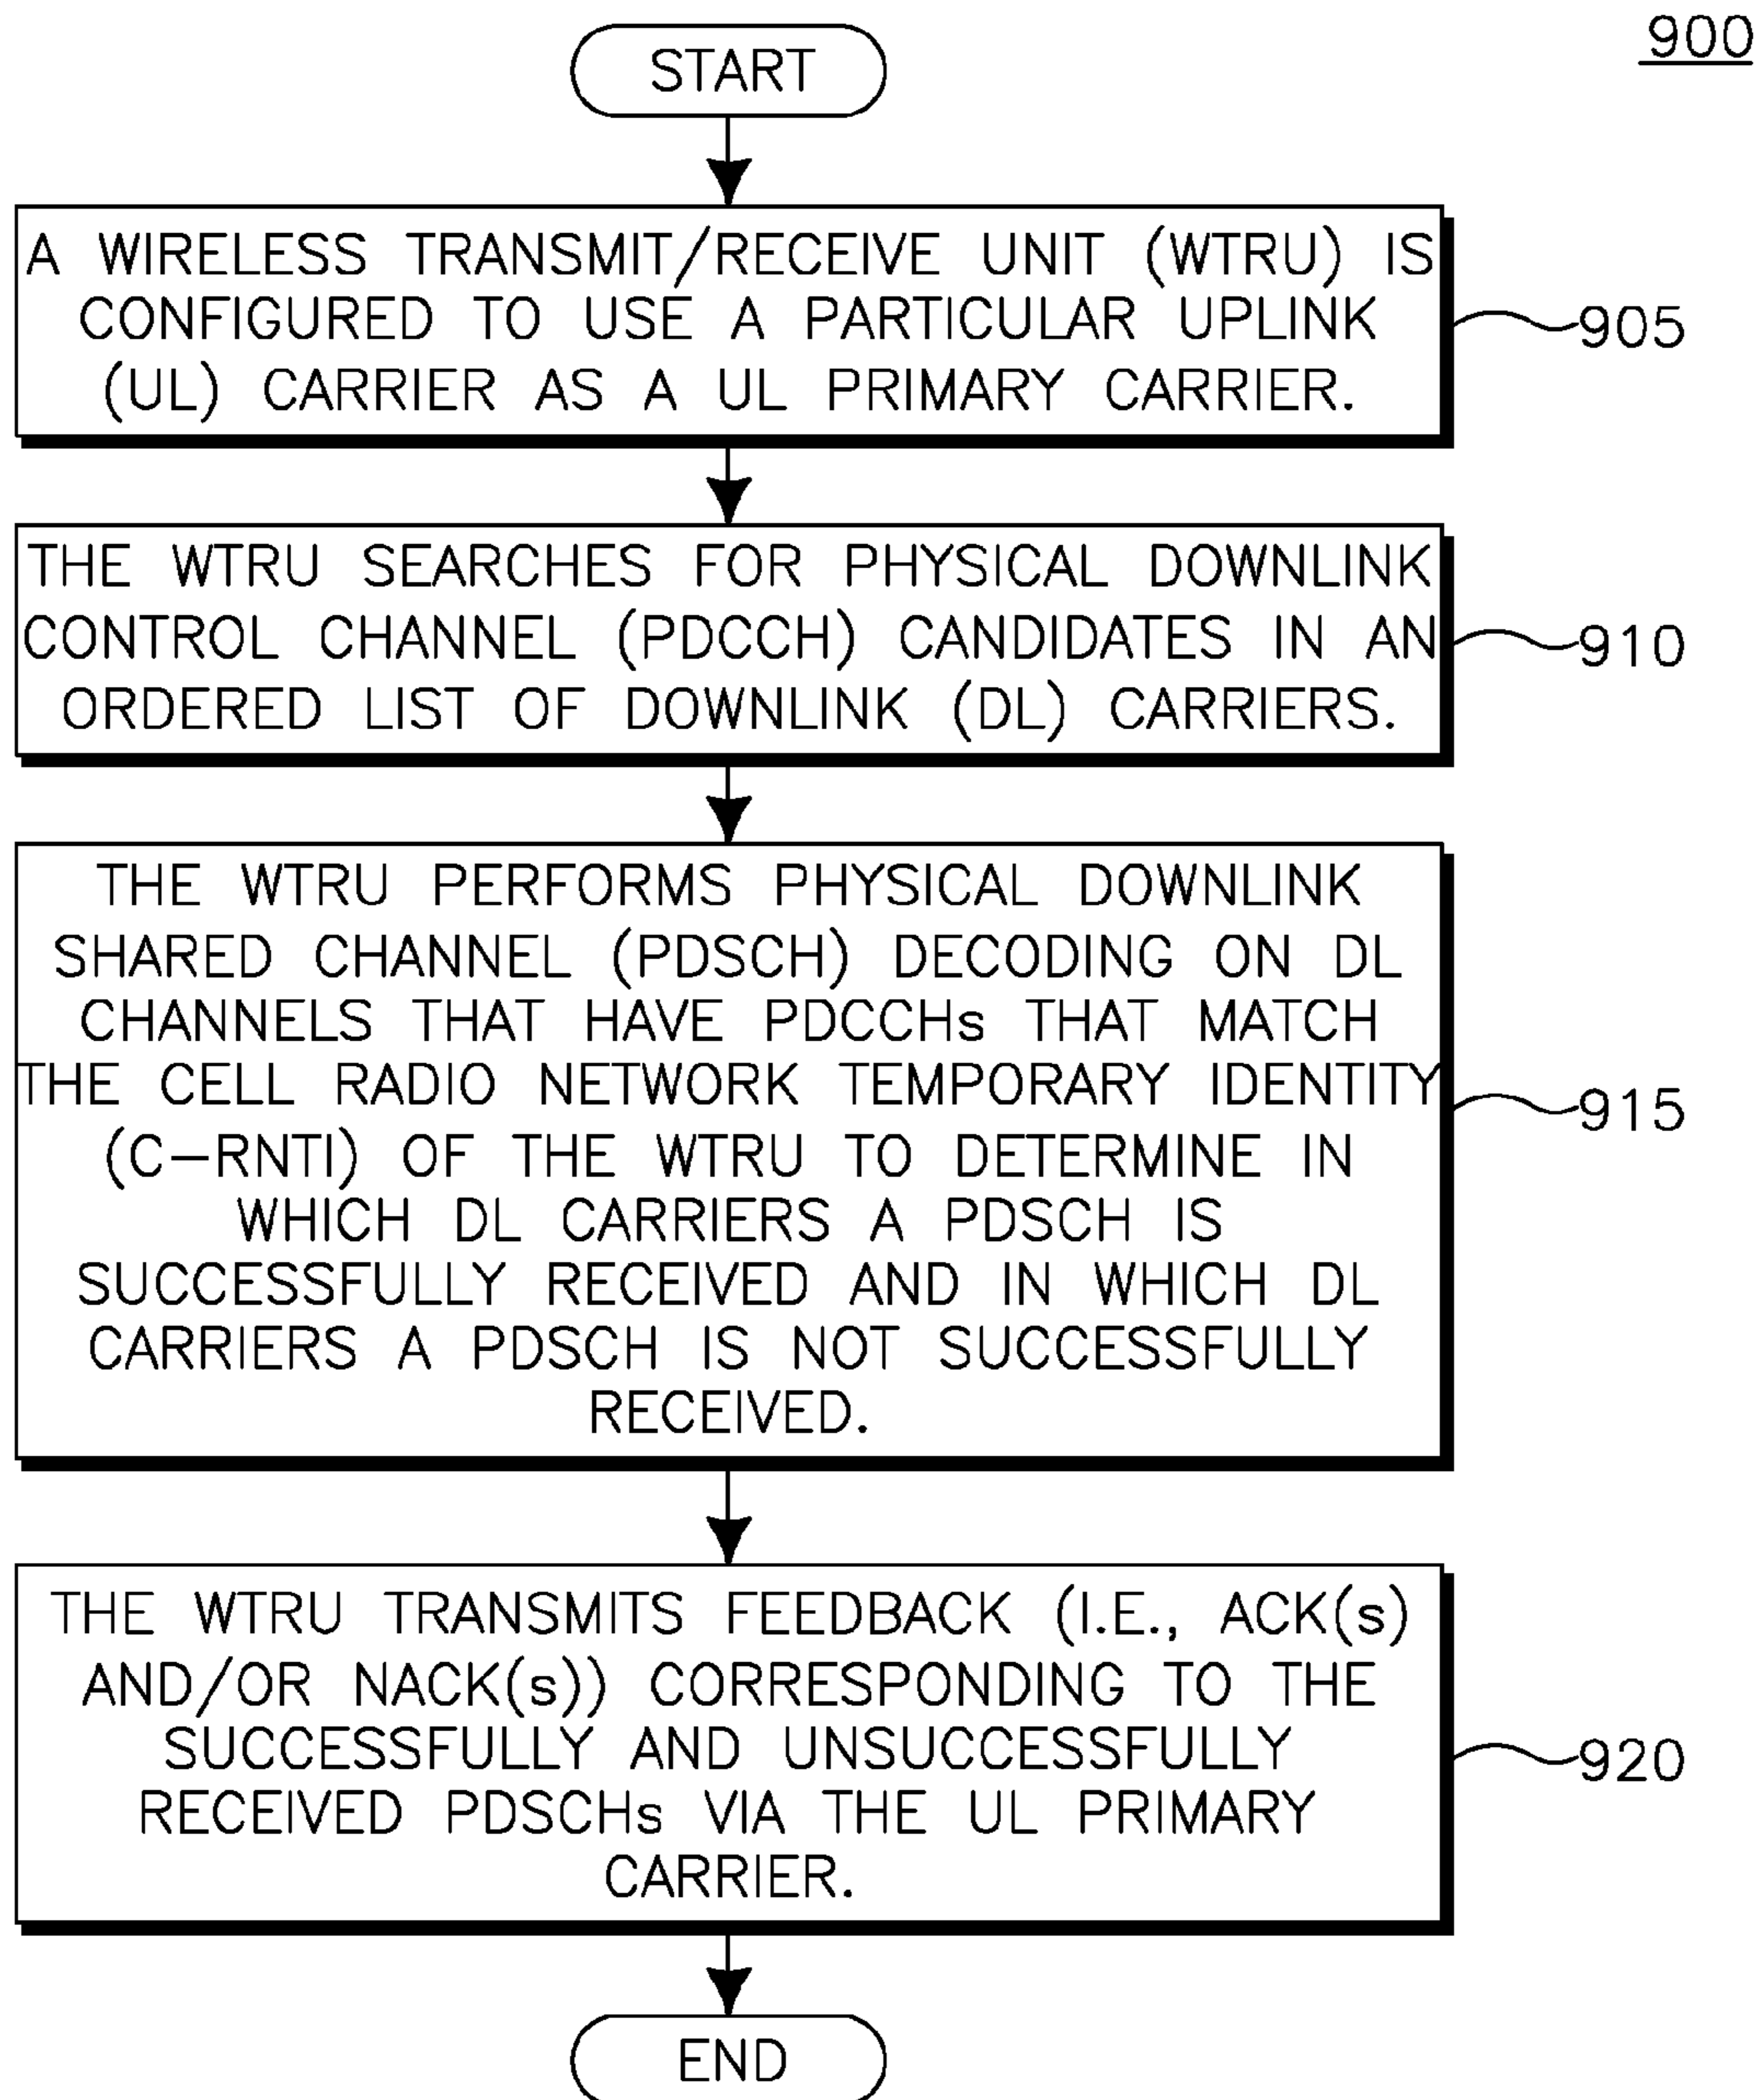 900
START
A WIRELESS TRANSMIT/RECEIVE UNIT (WTRU) IS
CONFIGURED TO USE A PARTICULAR UPLINK
(UL) CARRIER AS A UL PRIMARY CARRIER.
905
THE WTRU SEARCHES FOR PHYSICAL DOWNLINK
CONTROL CHANNEL (PDCCH) CANDIDATES IN AN
ORDERED LIST OF DOWNLINK (DL) CARRIERS.
910
THE WTRU PERFORMS PHYSICAL DOWNLINK
SHARED CHANNEL (PDSCH) DECODING ON DL
CHANNELS THAT HAVE PDCCHs THAT MATCH
THE CELL RADIO NETWORK TEMPORARY IDENTITY
(C-RNTI) OF THE WTRU TO DETERMINE IN
WHICH DL CARRIERS A PDSCH IS
SUCCESSFULLY RECEIVED AND IN WHICH DL
CARRIERS A PDSCH IS NOT SUCCESSFULLY
RECEIVED.
915
THE WTRU TRANSMITS FEEDBACK (I.E., ACK(s)
AND/OR NACK(s)) CORRESPONDING TO THE
SUCCESSFULLY AND UNSUCCESSFULLY
RECEIVED PDSCHs VIA THE UL PRIMARY
CARRIER.
920
END